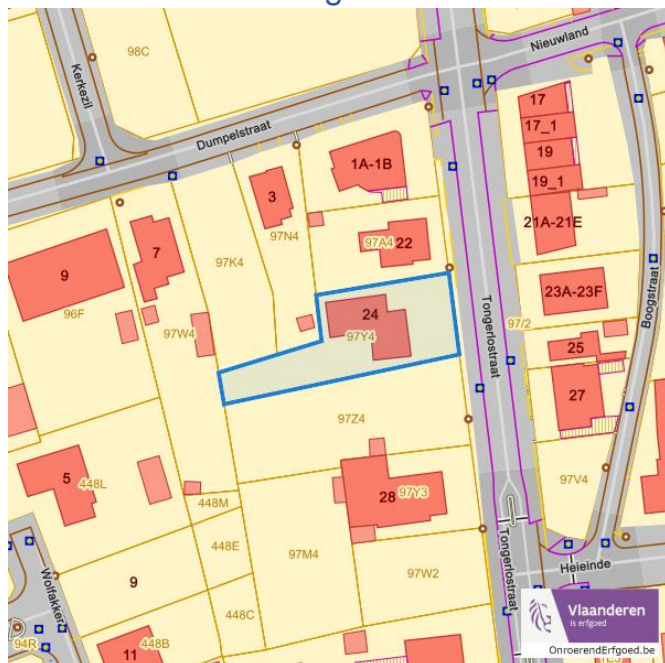 98C
Nieuwland
Kerkezil
Dumpelstraat
17
17_1
19
19_1
1A-1B
3
97N4
21A-21E
97A4
22
7
97K4
9
96F
97W4
24
97Y4
Tongerlostraat
97/2
23A-23F
Boogstraat
25
27
97Z4
97V4
5
448L
448M
28
97Y3
448E
97M4
97W2
9
Wolfakker
448C
Tongerlostraat
Heieinde
94R
11
448B
Vlaanderen
is erfgoed
OnroerendErfgoed.be